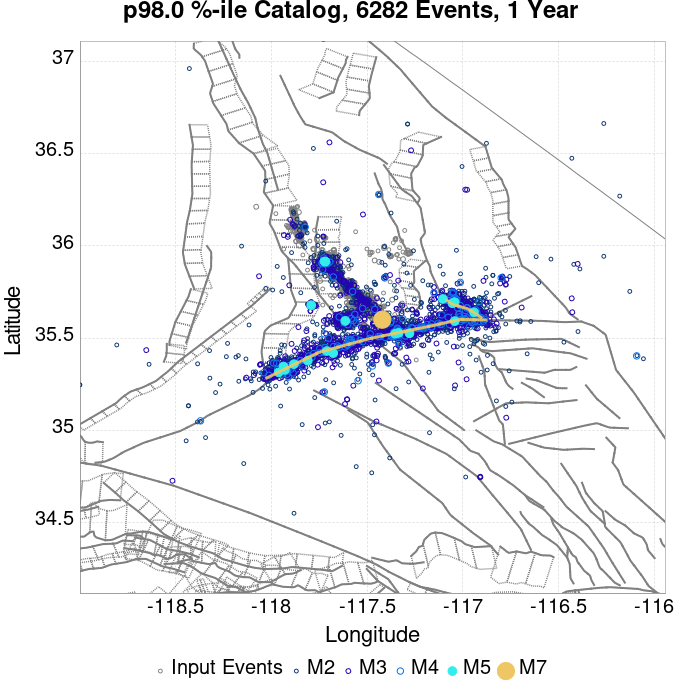 p98.0 %-ile Catalog, 6282 Events, 1 Year
37
36.5
36
35.5
35
34.5
Latitude
-118.5 -118 -117.5 -117 -116.5 -116
Longitude
Input Events M2 M3 M4 M5 M7